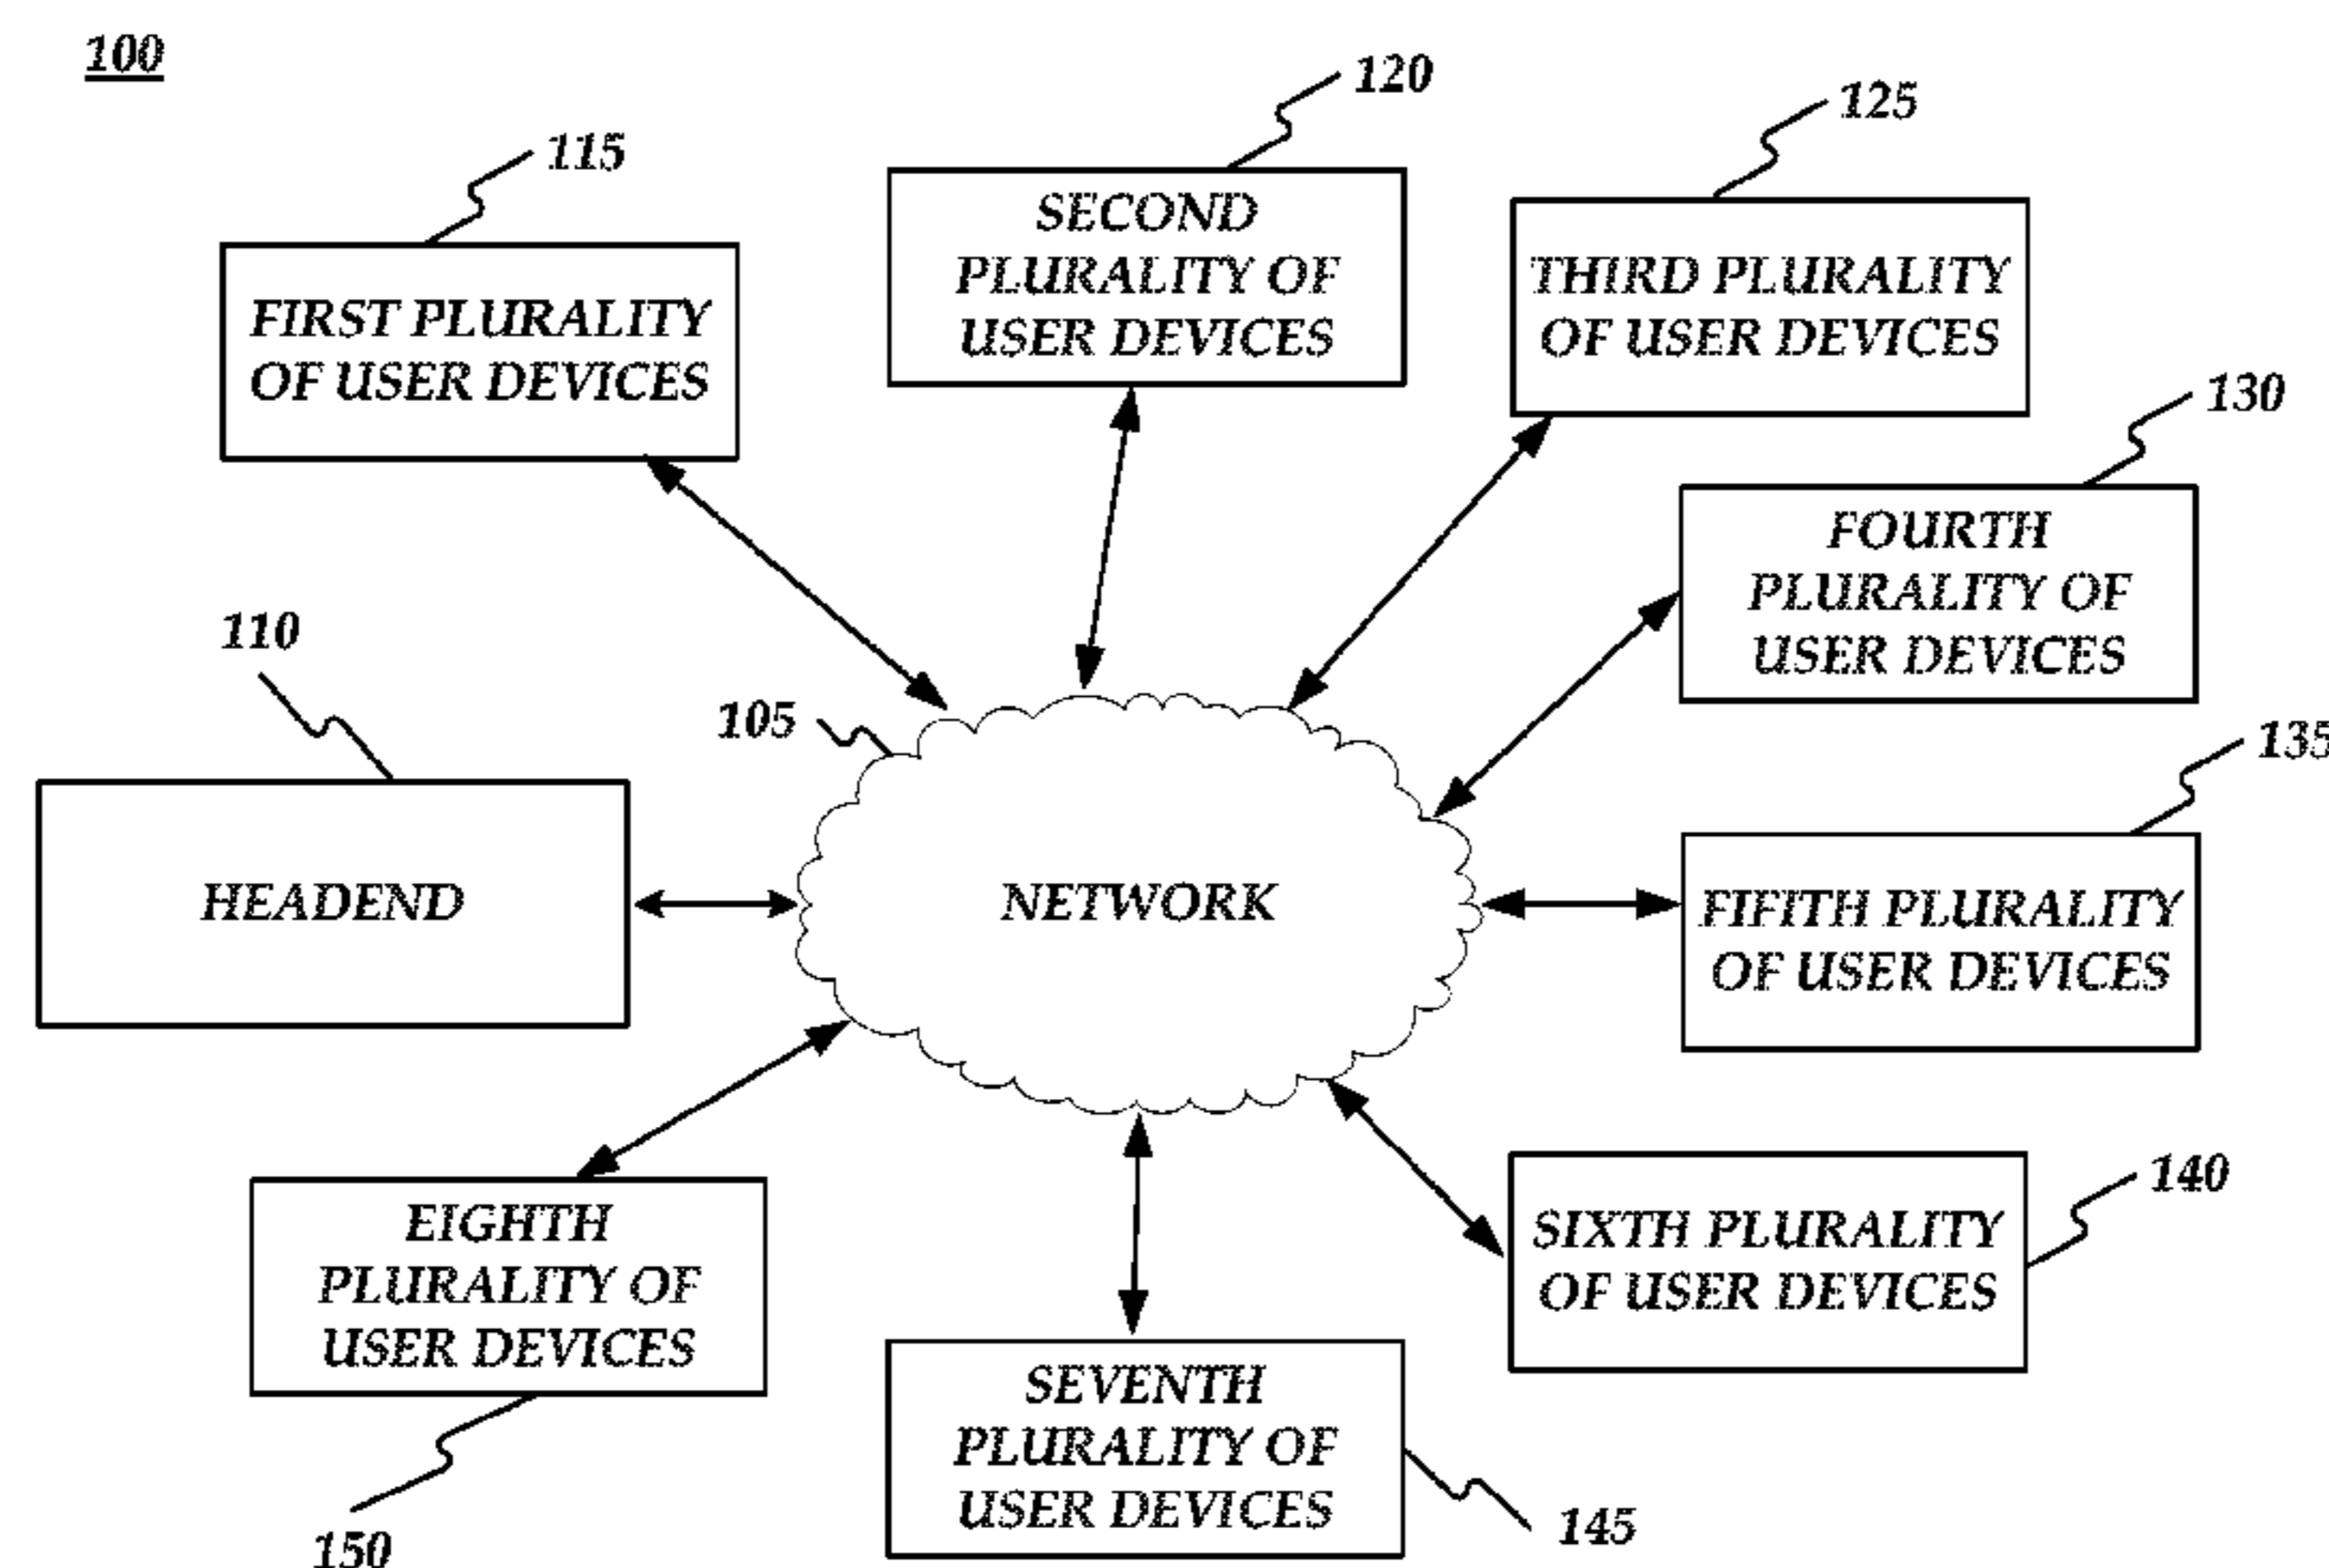 100
120
125
115
SECOND
PLURALITY OF
USER DEVICES
THIRD PLURALITY
OF USER DEVICES
FIRST PLURALITY
OF USER DEVICES
130
FOURTH
PLURALITY OF
USER DEVICES
110
105
135
HEADEND
NETWORK
FIFITH PLURALITY
OF USER DEVICES
140
EIGHTH
PLURALITY OF
USER DEVICES
SIXTH PLURALITY
OF USER DEVICES
SEVENTH
PLURALITY OF
USER DEVICES
145
150